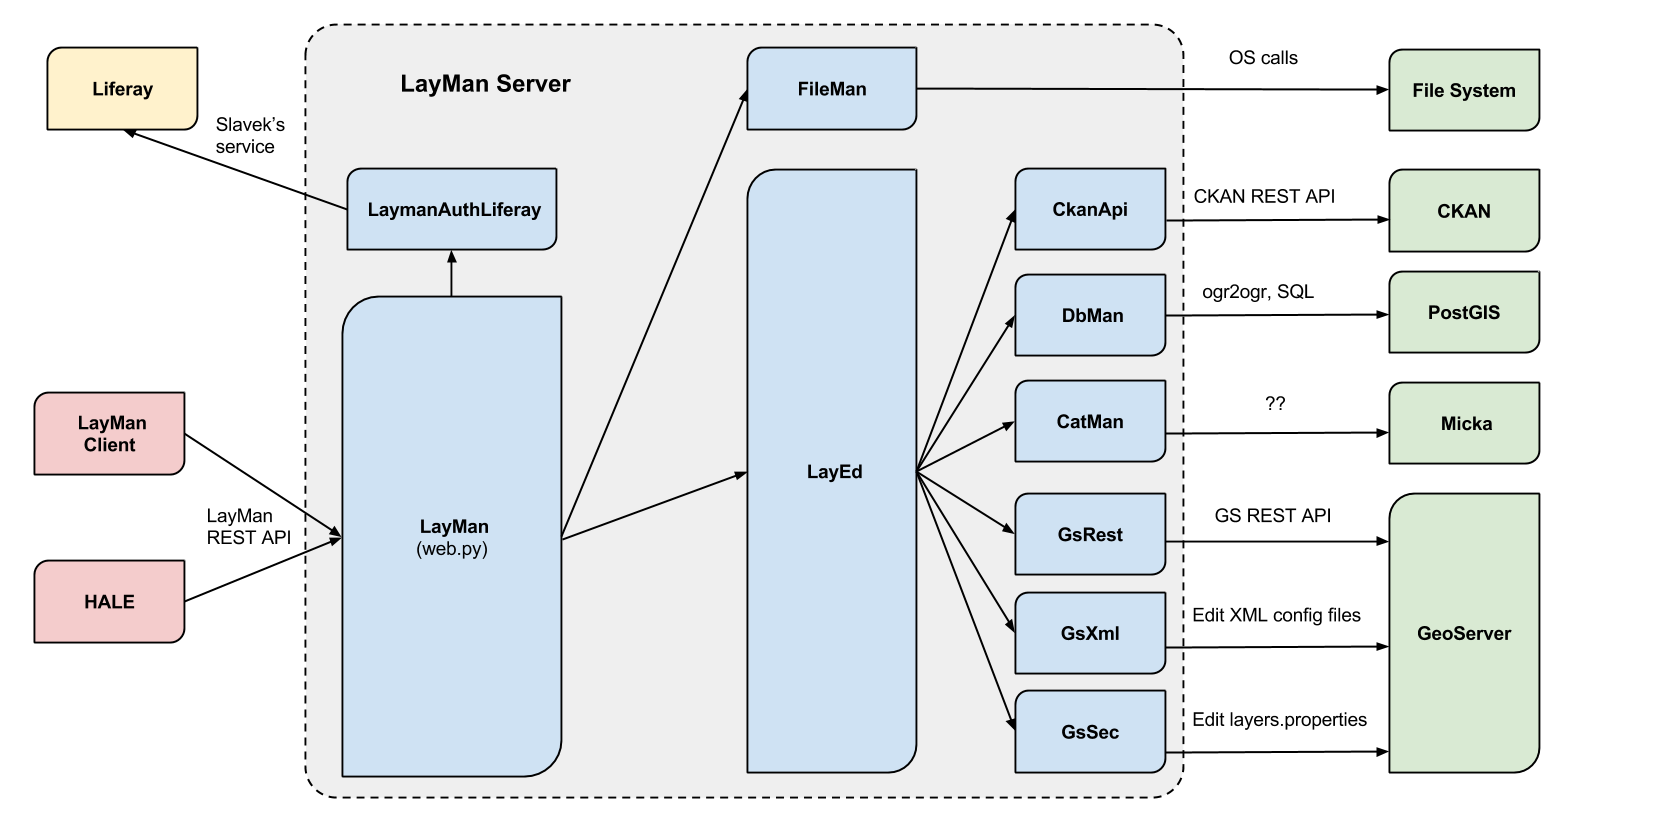 LayMan Server
Liferay
Slavek's
service
LaymanAuthLiferay
LayMan
Client
LayMan
REST API
HALE
LayMan
(web.py)
FileMan
LayEd
CkanApi
DbMan
CatMan
GsRest
GsXml
GsSec
OS calls
CKAN REST API
ogr2ogr, SQL
??
GS REST API
Edit XML config files
Edit layers.properties
File System
CKAN
PostGIS
Micka
GeoServer